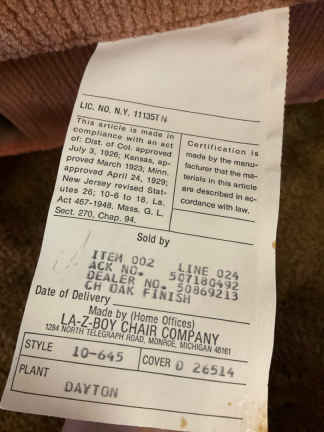 LIC. NO. N.Y. 11135TN
This article is made in
compliance with an act
of: Dist. of Col. approved
July 3, 1926; Kansas, ap-
proved March 1923; Minn.
approved April 24, 1929;
New Jersey revised Stat-
utes 26; 10-6 to 18. La.
Act 467-1948. Mass. G. L.
Sect. 270, Chap. 94.
Certification is
made by the manu-
facturer that the ma-
terials in this article
are described in ac-
cordance with law.
Sold by
ITEM 002 LINE 024
ACK NO. 507180492
DEALER NO. 50869213
CH OAK FINISH
Date of Delivery
Made by (Home Offices)
LA-Z-BOY CHAIR COMPANY
1284 NORTH TELEGRAPH ROAD, MONROE, MICHIGAN 48161
STYLE 10-645 COVER D 26514
PLANT
DAYTON